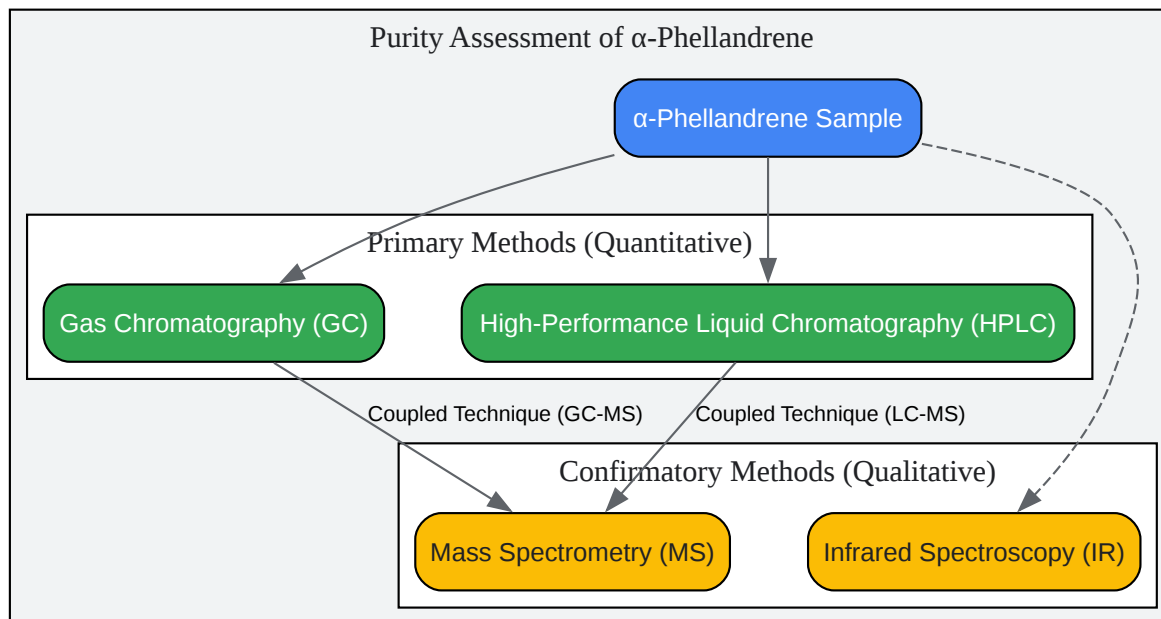 Purity Assessment of α-Phellandrene
α-Phellandrene Sample
Primary Methods (Quantitative)
Gas Chromatography (GC)
High-Performance Liquid Chromatography (HPLC)
Coupled Technique (GC-MS)
Coupled Technique (LC-MS)
Confirmatory Methods (Qualitative)
Mass Spectrometry (MS)
Infrared Spectroscopy (IR)